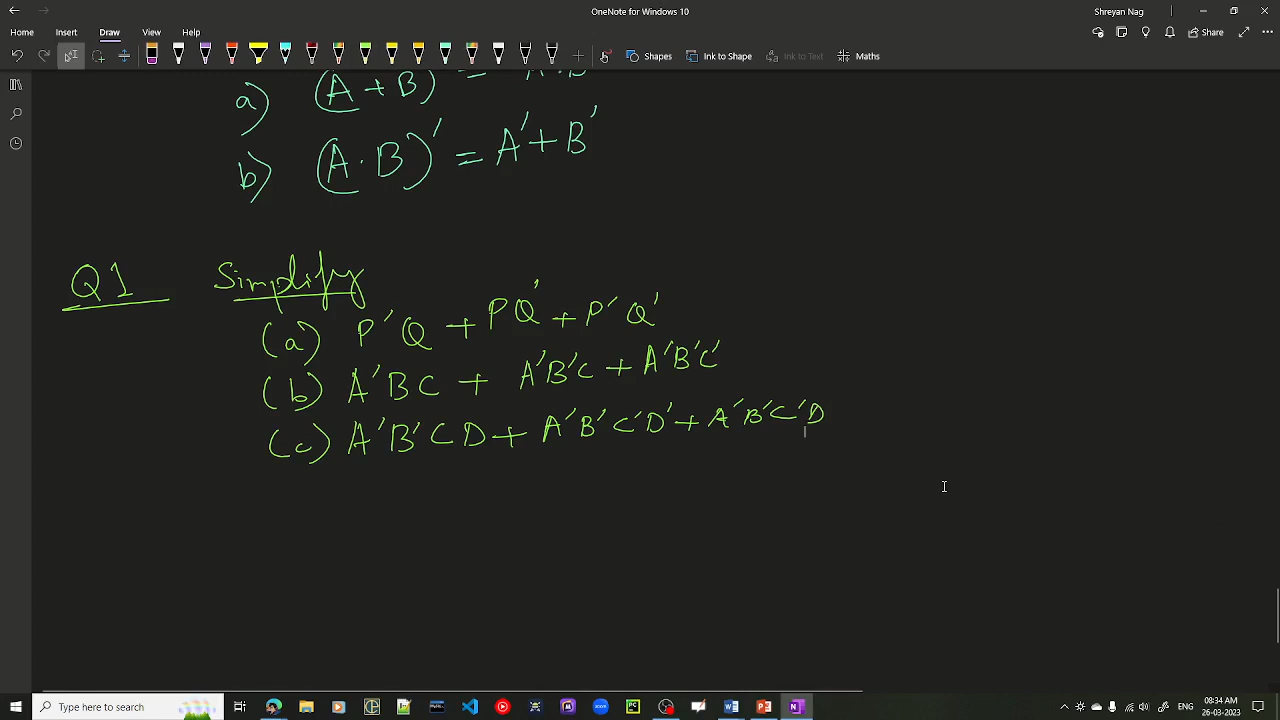 OneNote for Windows 10
Shreyan Nag
Home Insert Draw View Help
Share
Shapes Ink to Shape Ink to Text Maths
a) (A + B)' = A'.B'
b) (A . B)' = A' + B'
Q1 Simplify
(a) P'Q + PQ' + P'Q'
(b) A'BC + A'B'C + A'B'C'
(c) A'B'CD + A'B'C'D' + A'B'C'D
Type here to search
ENG
08:34 AM
26-03-2023